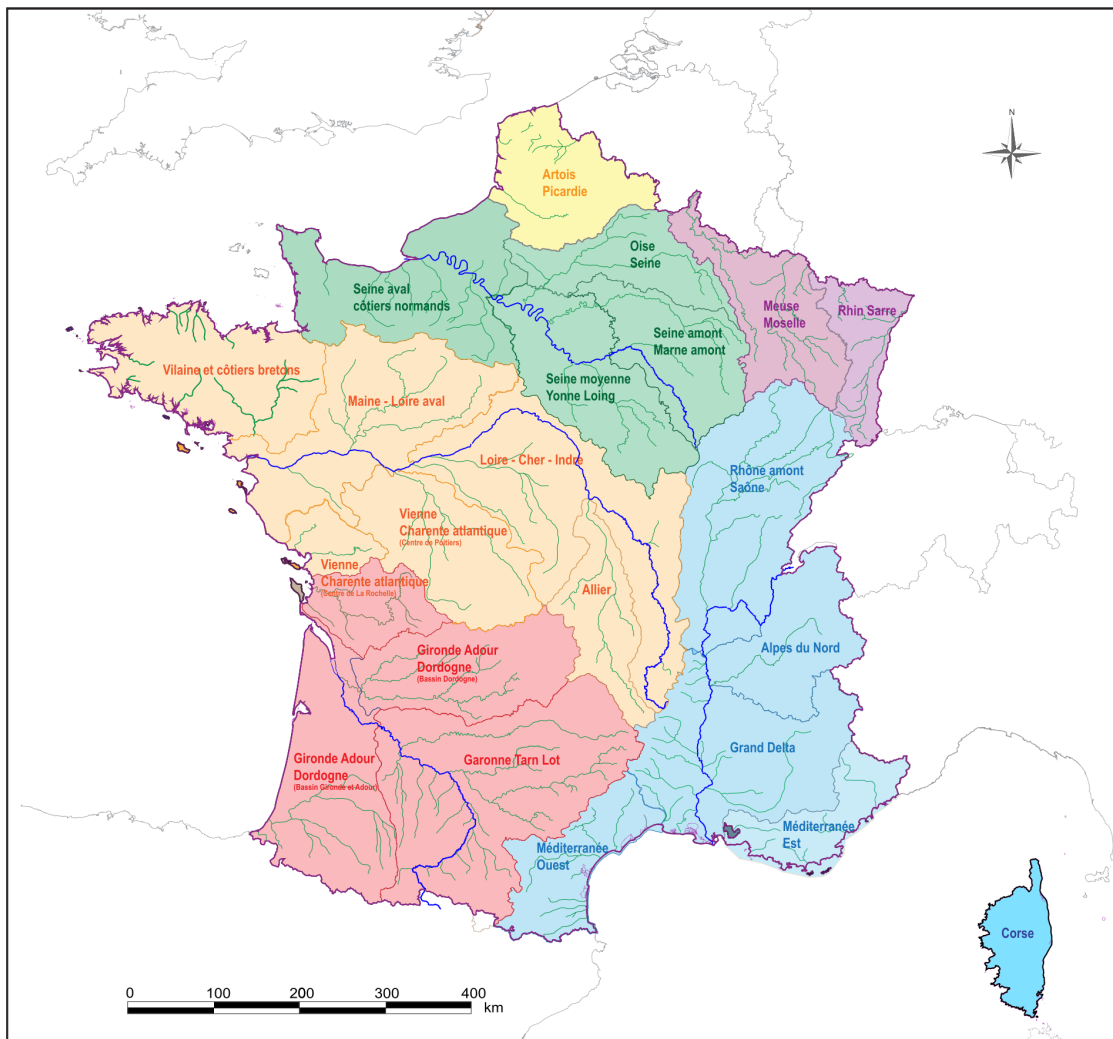 N
Artois
Picardie
Oise
Seine
Seine aval
côtiers normands
Meuse
Moselle
Rhin Sarre
Seine amont
Marne amont
Vilaine et côtiers bretons
Seine moyenne
Yonne Loing
Maine - Loire aval
Loire - Cher - Indre
Rhône amont
Saône
Vienne
Charente atlantique
(Centre de Poitiers)
Vienne
Charente atlantique
(Centre de La Rochelle)
Allier
Gironde Adour
Dordogne
(Bassin Dordogne)
Alpes du Nord
Gironde Adour
Dordogne
(Bassin Gironde et Adour)
Garonne Tarn Lot
Grand Delta
Méditerranée
Est
Méditerranée
Ouest
Corse
0 100 200 300 400
km